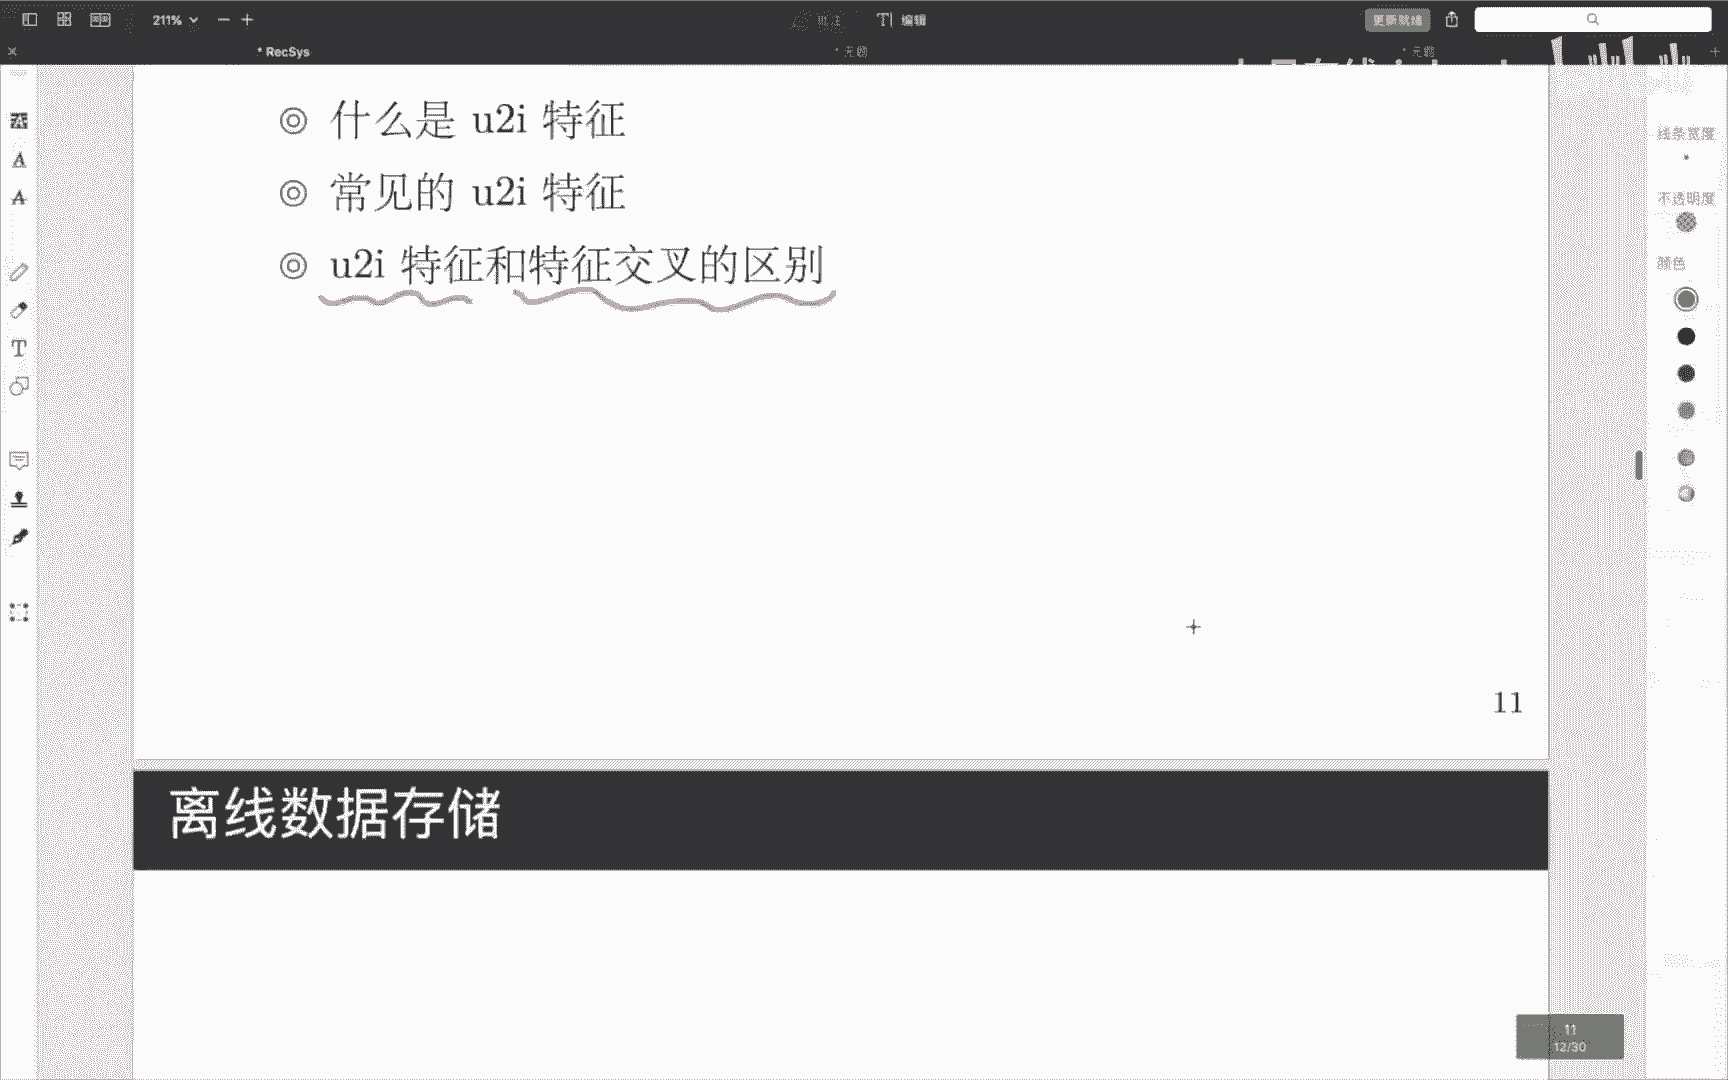 211%
T| 编辑
更新就绪
* RecSys
* 无题
* 无题
什么是 u2i 特征
常见的 u2i 特征
u2i 特征和特征交叉的区别
线条宽度
不透明度
颜色
11
离线数据存储
11
12/30